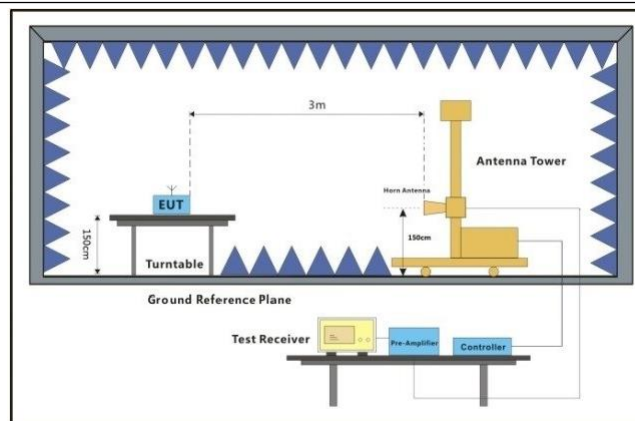 3m
Antenna Tower
Horn Antenna
EUT
150cm
150cm
Turntable
Ground Reference Plane
Test Receiver
Pre-Amplifier
Controller